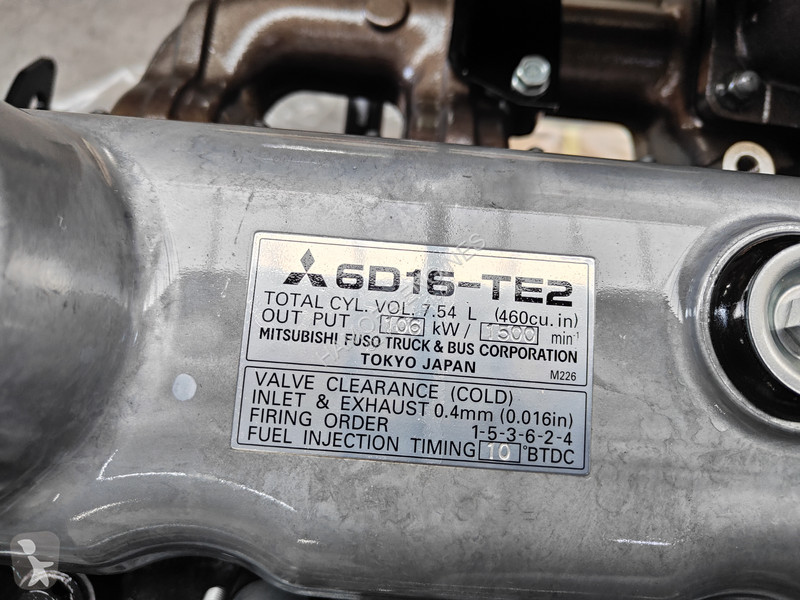 6D16-TE2
TOTAL CYL. VOL. 7.54 L (460cu.in)
OUT PUT 106 kW / 1500 min⁻¹
MITSUBISHI FUSO TRUCK & BUS CORPORATION
TOKYO JAPAN M226
VALVE CLEARANCE (COLD)
INLET & EXHAUST 0.4mm (0.016in)
FIRING ORDER 1-5-3-6-2-4
FUEL INJECTION TIMING 10 °BTDC